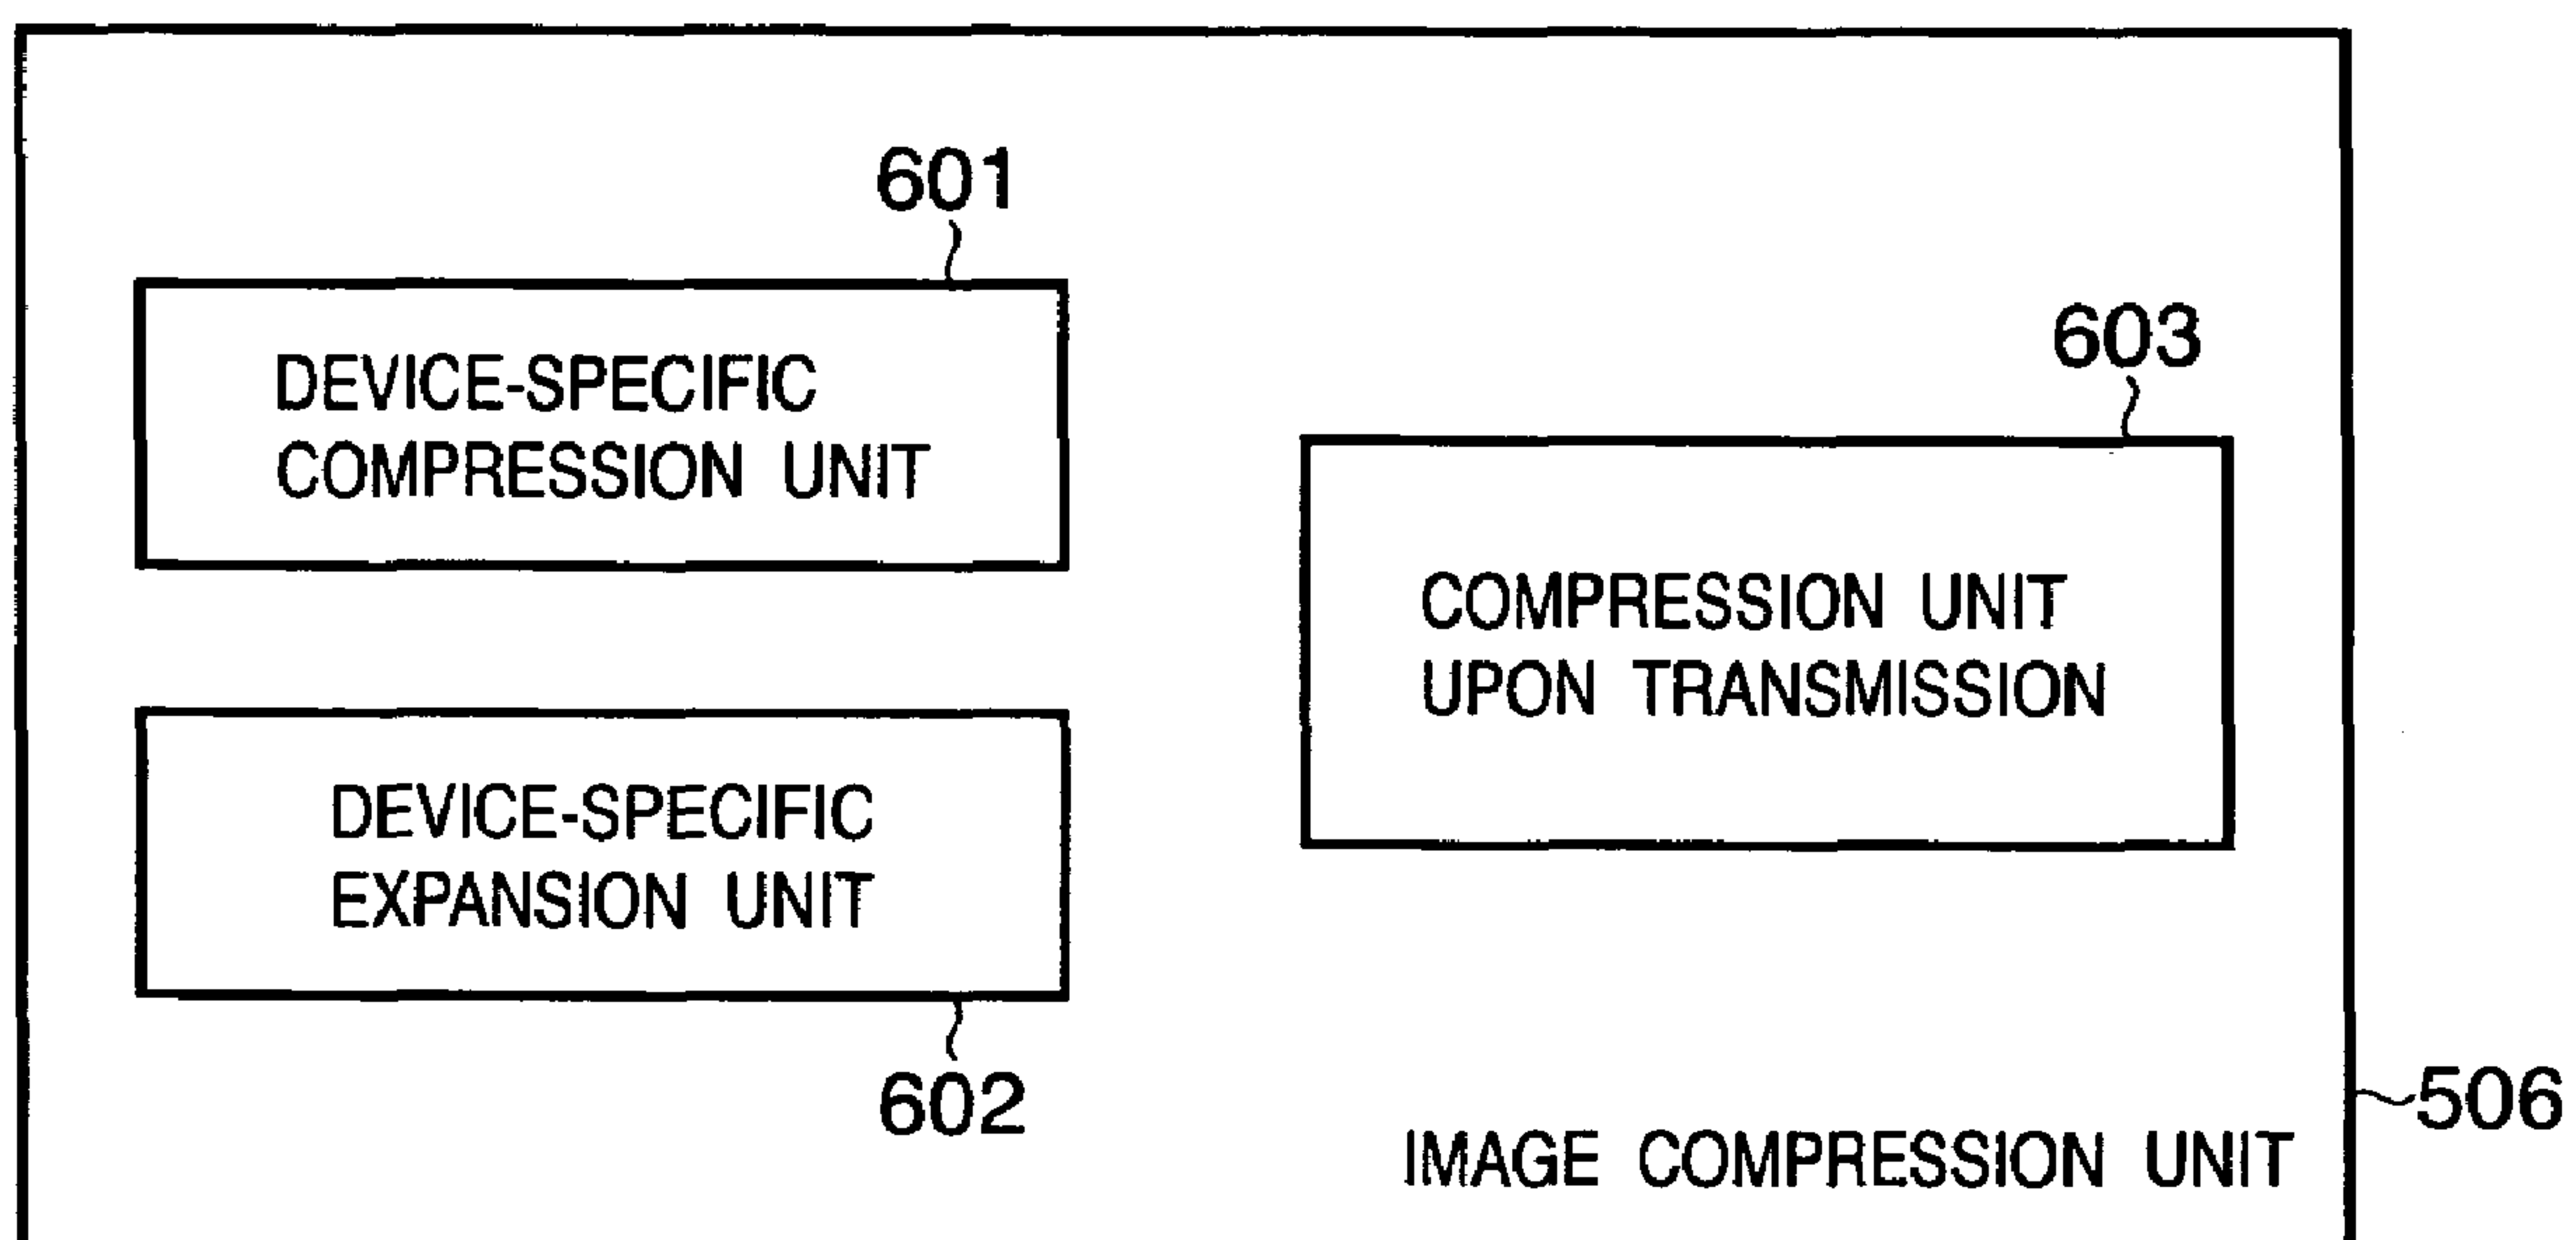 601
DEVICE-SPECIFIC
COMPRESSION UNIT
603
COMPRESSION UNIT
UPON TRANSMISSION
DEVICE-SPECIFIC
EXPANSION UNIT
602
506
IMAGE COMPRESSION UNIT